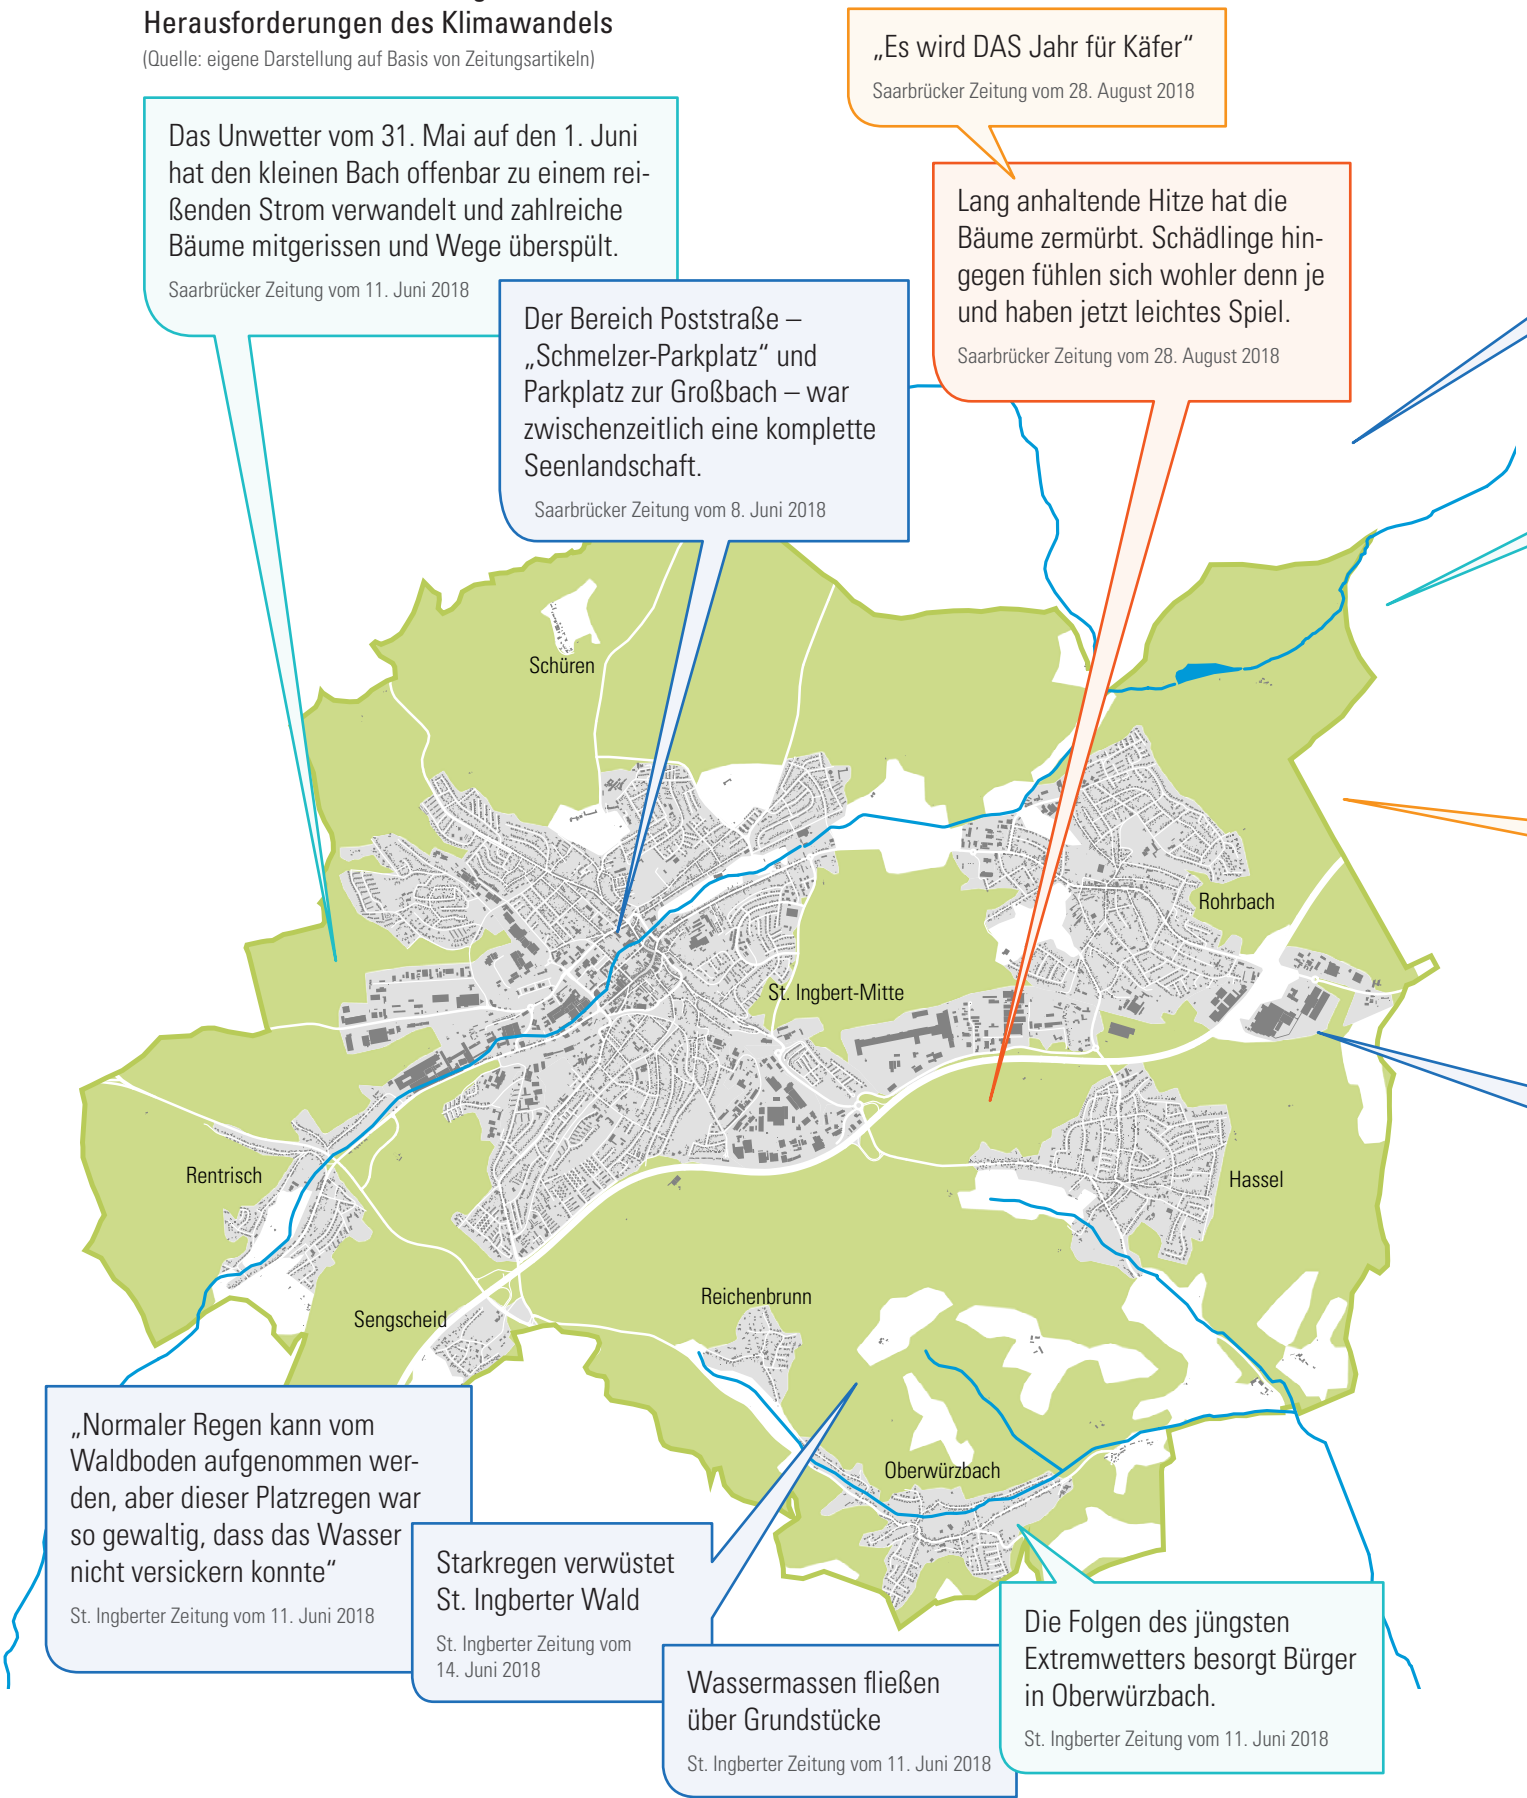 Herausforderungen des Klimawandels
(Quelle: eigene Darstellung auf Basis von Zeitungsartikeln)
„Es wird DAS Jahr für Käfer“
Saarbrücker Zeitung vom 28. August 2018
Das Unwetter vom 31. Mai auf den 1. Juni
hat den kleinen Bach offenbar zu einem rei-
ßenden Strom verwandelt und zahlreiche
Bäume mitgerissen und Wege überspült.
Saarbrücker Zeitung vom 11. Juni 2018
Lang anhaltende Hitze hat die
Bäume zermürbt. Schädlinge hin-
gegen fühlen sich wohler denn je
und haben jetzt leichtes Spiel.
Saarbrücker Zeitung vom 28. August 2018
Der Bereich Poststraße –
„Schmelzer-Parkplatz“ und
Parkplatz zur Großbach – war
zwischenzeitlich eine komplette
Seenlandschaft.
Saarbrücker Zeitung vom 8. Juni 2018
Schüren
Rohrbach
St. Ingbert-Mitte
Rentrisch
Hassel
Reichenbrunn
Sengscheid
Oberwürzbach
„Normaler Regen kann vom
Waldboden aufgenommen wer-
den, aber dieser Platzregen war
so gewaltig, dass das Wasser
nicht versickern konnte“
St. Ingberter Zeitung vom 11. Juni 2018
Starkregen verwüstet
St. Ingberter Wald
St. Ingberter Zeitung vom
14. Juni 2018
Wassermassen fließen
über Grundstücke
St. Ingberter Zeitung vom 11. Juni 2018
Die Folgen des jüngsten
Extremwetters besorgt Bürger
in Oberwürzbach.
St. Ingberter Zeitung vom 11. Juni 2018